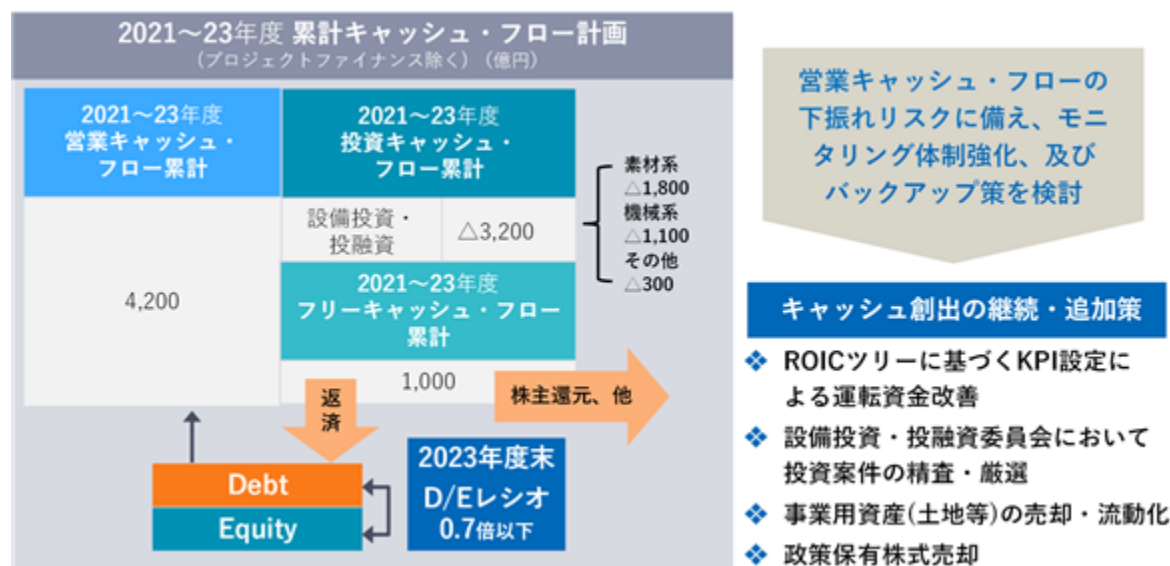 2021～23年度 累計キャッシュ・フロー計画
（プロジェクトファイナンス除く）（億円）
2021～23年度
営業キャッシュ・
フロー累計
4,200
2021～23年度
投資キャッシュ・
フロー累計
設備投資・
投融資
△3,200
素材系
△1,800
機械系
△1,100
その他
△300
2021～23年度
フリーキャッシュ・フロー
累計
1,000
返
済
株主還元、他
Debt
Equity
2023年度末
D/Eレシオ
0.7倍以下
営業キャッシュ・フローの
下振れリスクに備え、モニ
タリング体制強化、及び
バックアップ策を検討
キャッシュ創出の継続・追加策
❖ ROICツリーに基づくKPI設定に
よる運転資金改善
❖ 設備投資・投融資委員会において
投資案件の精査・厳選
❖ 事業用資産(土地等)の売却・流動化
❖ 政策保有株式売却